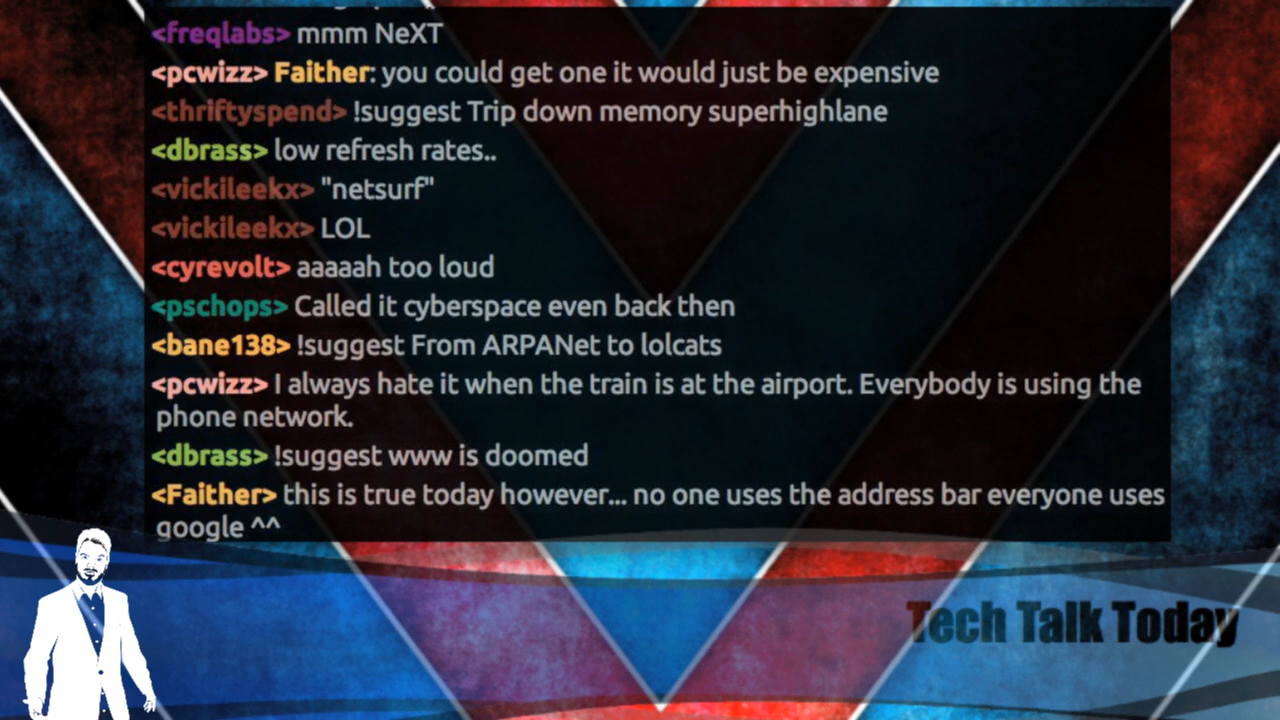 <freqlabs> mmm NeXT
<pcwizz> Faither: you could get one it would just be expensive
<thriftyspend> !suggest Trip down memory superhighlane
<dbrass> low refresh rates..
<vickileekx> "netsurf"
<vickileekx> LOL
<cyrevolt> aaaaah too loud
<pschops> Called it cyberspace even back then
<bane138> !suggest From ARPANet to lolcats
<pcwizz> I always hate it when the train is at the airport. Everybody is using the
phone network.
<dbrass> !suggest www is doomed
<Faither> this is true today however... no one uses the address bar everyone uses
google ^^
Tech Talk Today